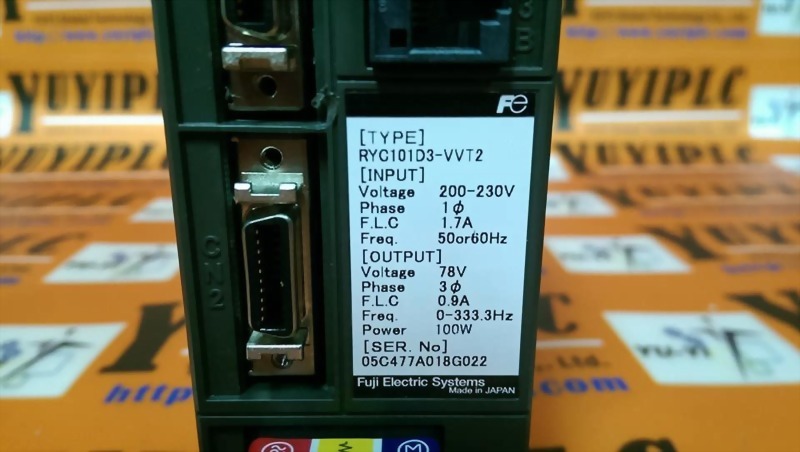 YUYIPLC
YUYIPLC
Fe
[TYPE]
RYC101D3-VVT2
[INPUT]
Voltage 200-230V
Phase 1ϕ
F.L.C 1.7A
Freq. 50or60Hz
[OUTPUT]
Voltage 78V
Phase 3ϕ
F.L.C 0.9A
Freq. 0-333.3Hz
Power 100W
[SER. No]
05C477A018G022
Fuji Electric Systems
Made in JAPAN
CN2